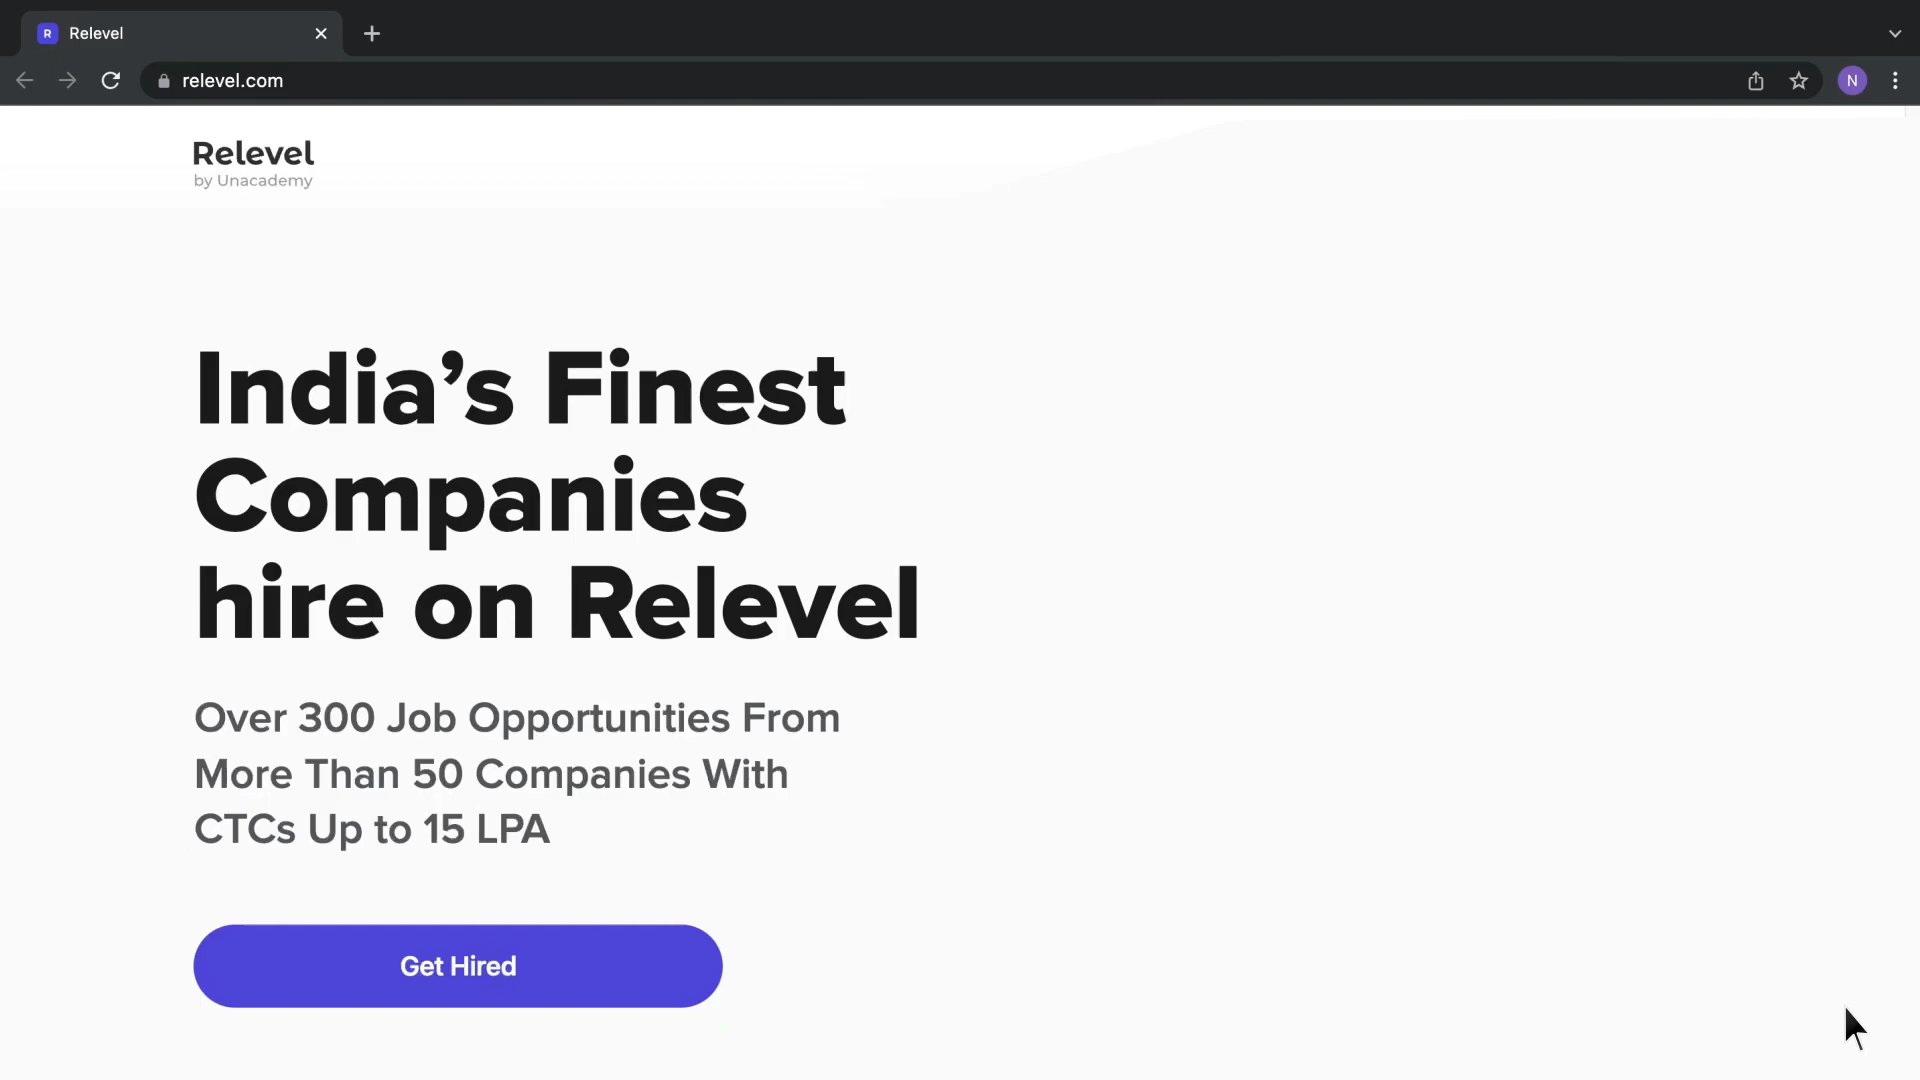 R Relevel
relevel.com
N
Relevel
by Unacademy
India’s Finest
Companies
hire on Relevel
Over 300 Job Opportunities From
More Than 50 Companies With
CTCs Up to 15 LPA
Get Hired